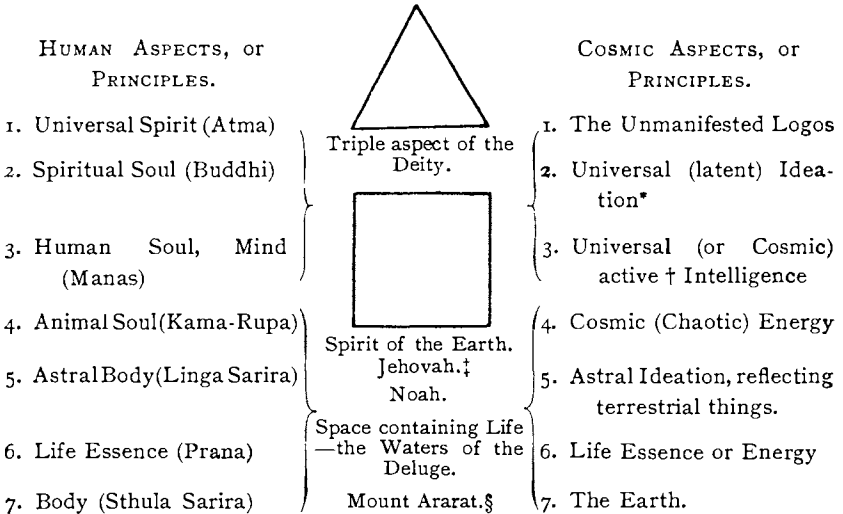 HUMAN ASPECTS, OR
PRINCIPLES.
1. Universal Spirit (Atma)
2. Spiritual Soul (Buddhi)
3. Human Soul, Mind
(Manas)
4. Animal Soul (Kama-Rupa)
5. Astral Body (Linga Sarira)
6. Life Essence (Prana)
7. Body (Sthula Sarira)
Triple aspect of the
Deity.
Spirit of the Earth.
Jehovah.‡
Noah.
Space containing Life
—the Waters of the
Deluge.
Mount Ararat.§
COSMIC ASPECTS, OR
PRINCIPLES.
1. The Unmanifested Logos
2. Universal (latent) Idea-
tion*
3. Universal (or Cosmic)
active † Intelligence
4. Cosmic (Chaotic) Energy
5. Astral Ideation, reflecting
terrestrial things.
6. Life Essence or Energy
7. The Earth.